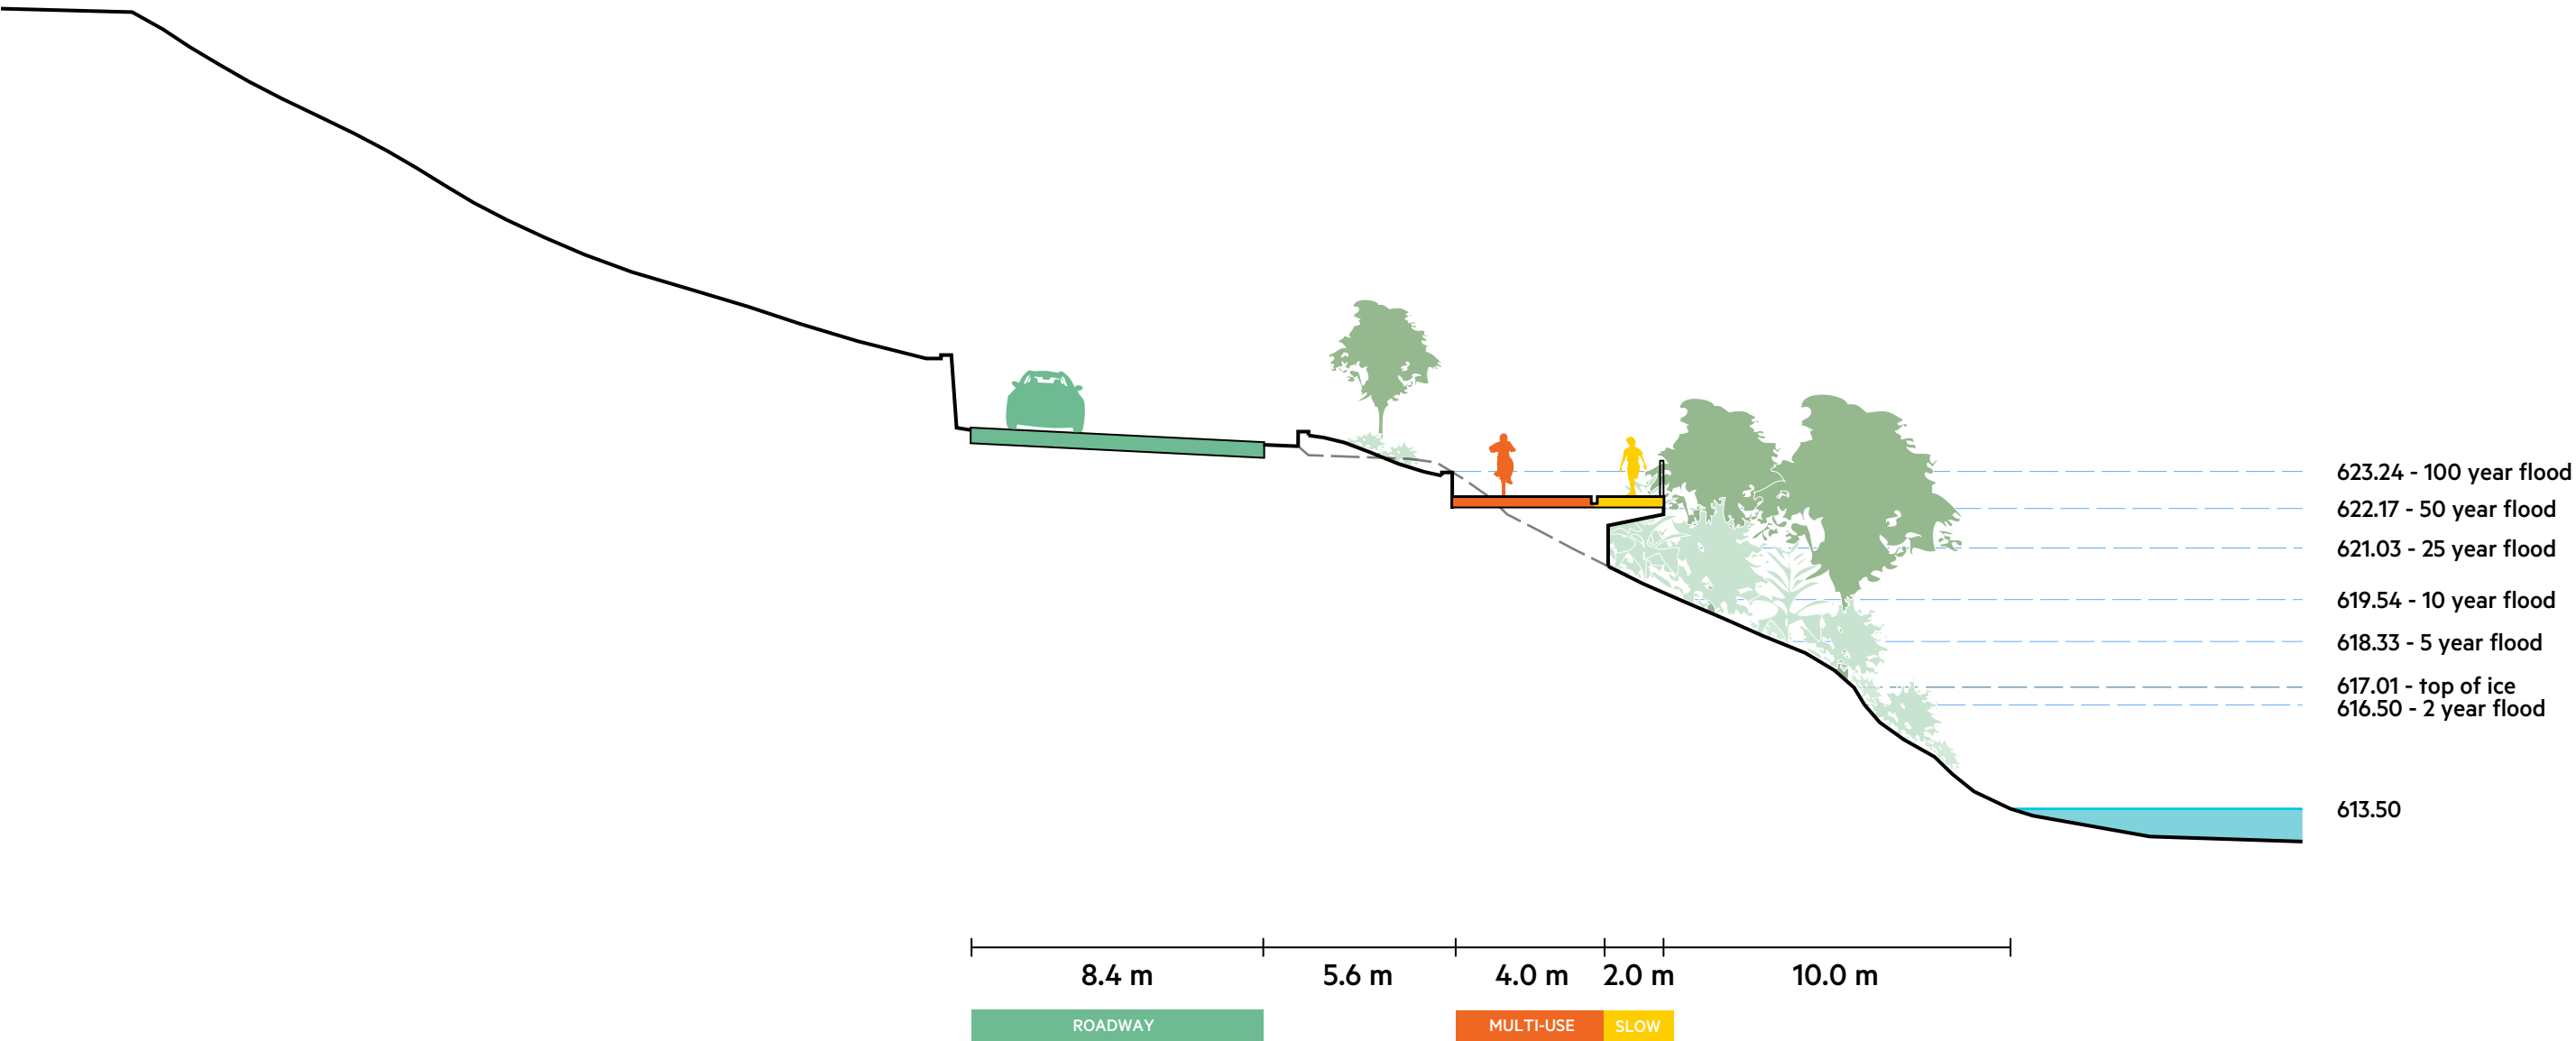 623.24 - 100 year flood
622.17 - 50 year flood
621.03 - 25 year flood
619.54 - 10 year flood
618.33 - 5 year flood
617.01 - top of ice
616.50 - 2 year flood
613.50
8.4 m 5.6 m 4.0 m 2.0 m 10.0 m
ROADWAY MULTI-USE SLOW